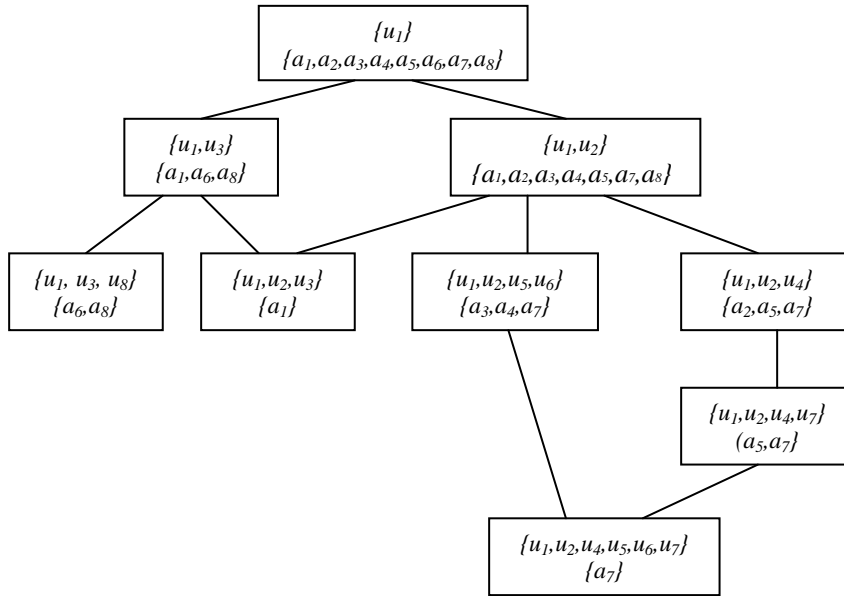 {u1}
{a1,a2,a3,a4,a5,a6,a7,a8}
{u1,u3}
{a1,a6,a8}
{u1,u2}
{a1,a2,a3,a4,a5,a7,a8}
{u1, u3, u8}
{a6,a8}
{u1,u2,u3}
{a1}
{u1,u2,u5,u6}
{a3,a4,a7}
{u1,u2,u4}
{a2,a5,a7}
{u1,u2,u4,u7}
(a5,a7}
{u1,u2,u4,u5,u6,u7}
{a7}